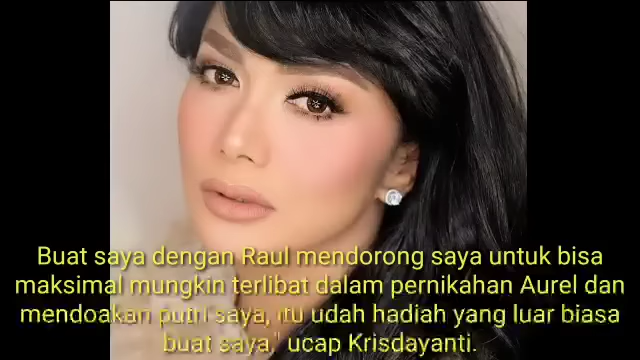 Buat saya dengan Raul mendorong saya untuk bisa
maksimal mungkin terlibat dalam pernikahan Aurel dan
mendoakan putri saya, itu udah hadiah yang luar biasa
buat saya," ucap Krisdayanti.